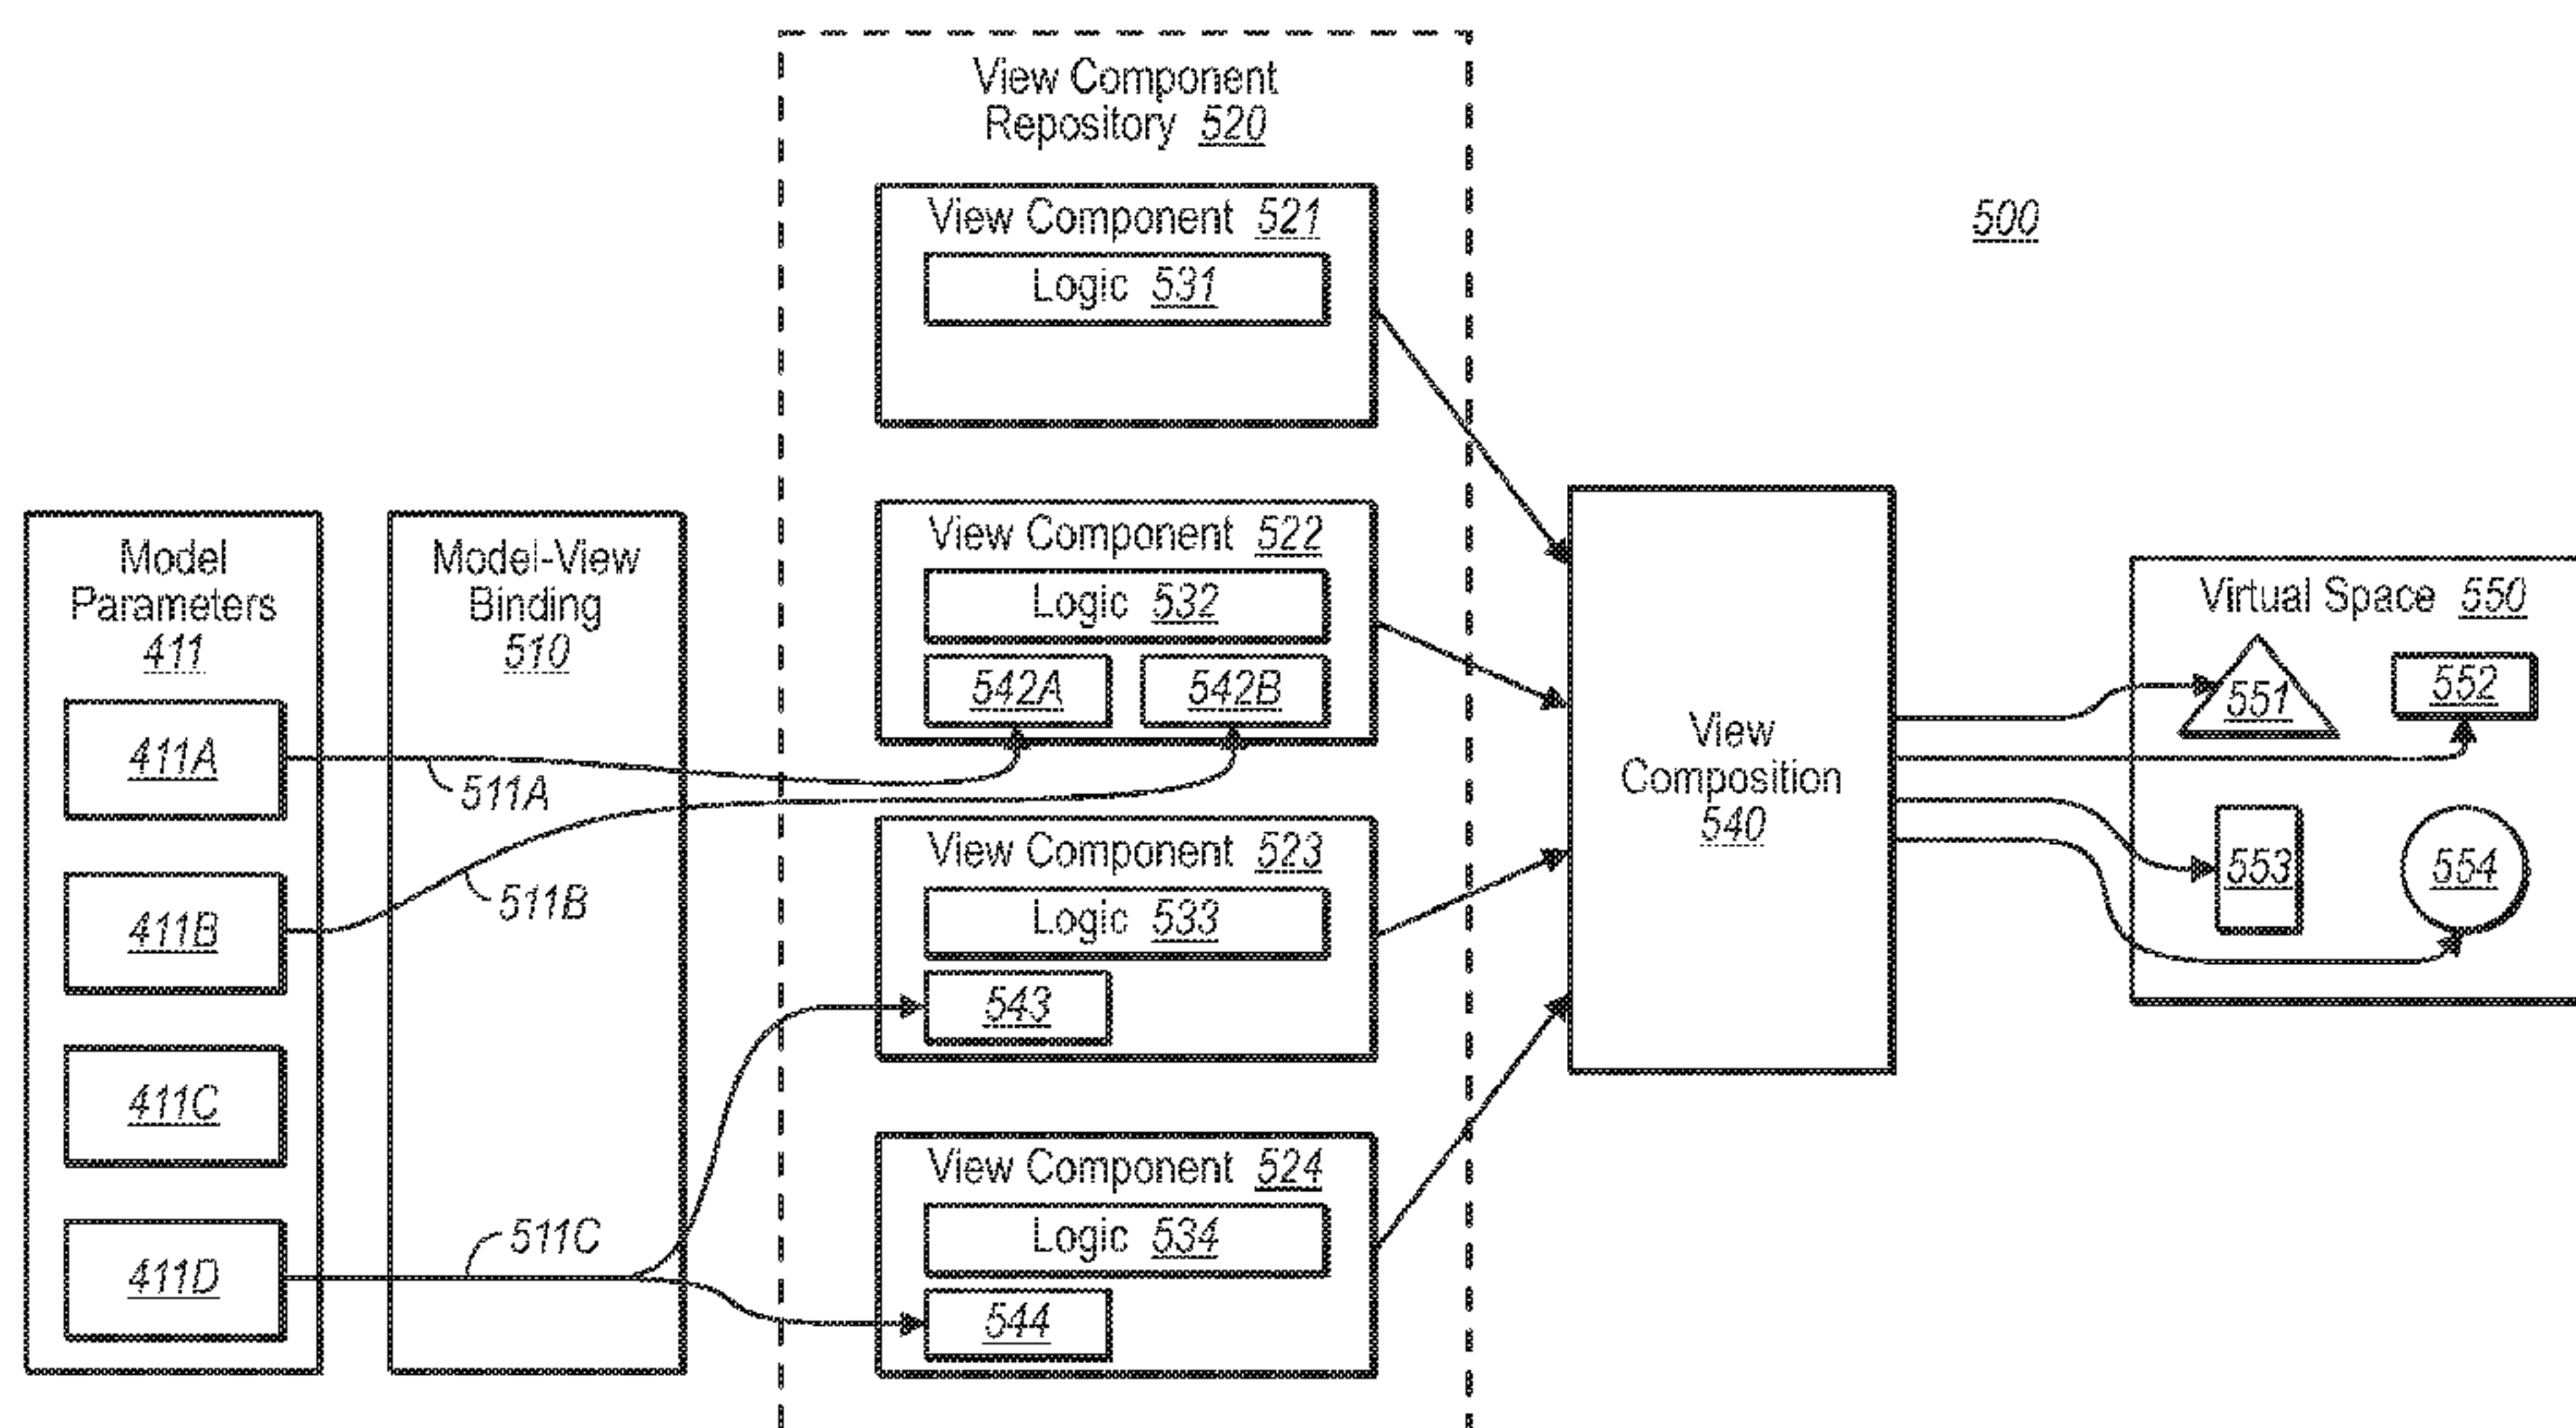 View Component
Repository 520
View Component 521
Logic 531
500
View Component 522
Logic 532
542A
542B
Model
Parameters
411
Model-View
Binding
510
411A
411B
411C
411D
511A
511B
511C
View Component 523
Logic 533
543
View Component 524
Logic 534
544
View
Composition
540
Virtual Space 550
551
552
553
554